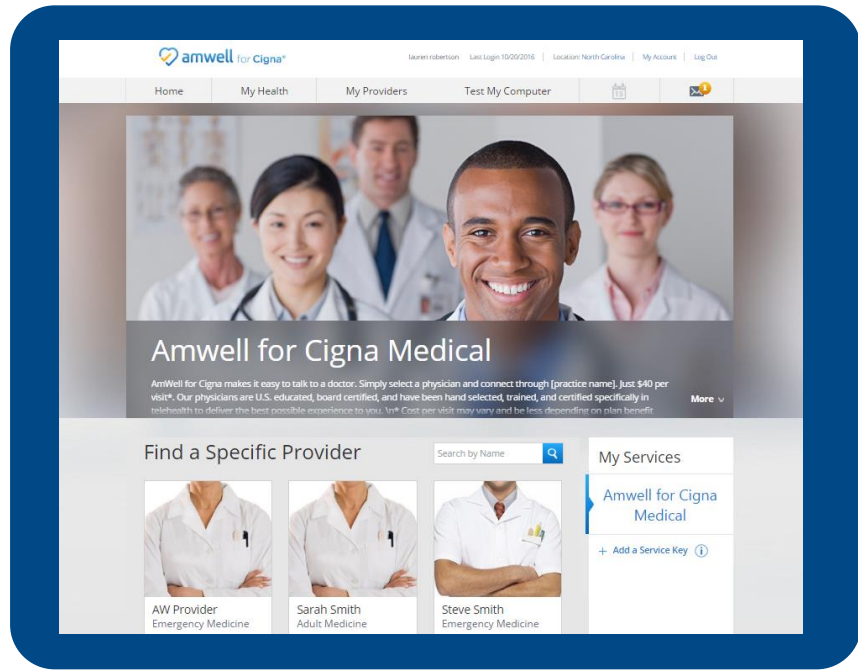 amwell for Cigna®
lauren robertson Last Login 10/20/2016 Location: North Carolina My Account Log Out
Home My Health My Providers Test My Computer 13 1
Amwell for Cigna Medical
AmWell for Cigna makes it easy to talk to a doctor. Simply select a physician and connect through [practice name]. Just $40 per
visit*. Our physicians are U.S. educated, board certified, and have been hand selected, trained, and certified specifically in
telehealth to deliver the best possible experience to you. \n* Cost per visit may vary and be less depending on plan benefit
More
Find a Specific Provider
Search by Name
My Services
Amwell for Cigna
Medical
+ Add a Service Key i
AW Provider
Emergency Medicine
Sarah Smith
Adult Medicine
Steve Smith
Emergency Medicine